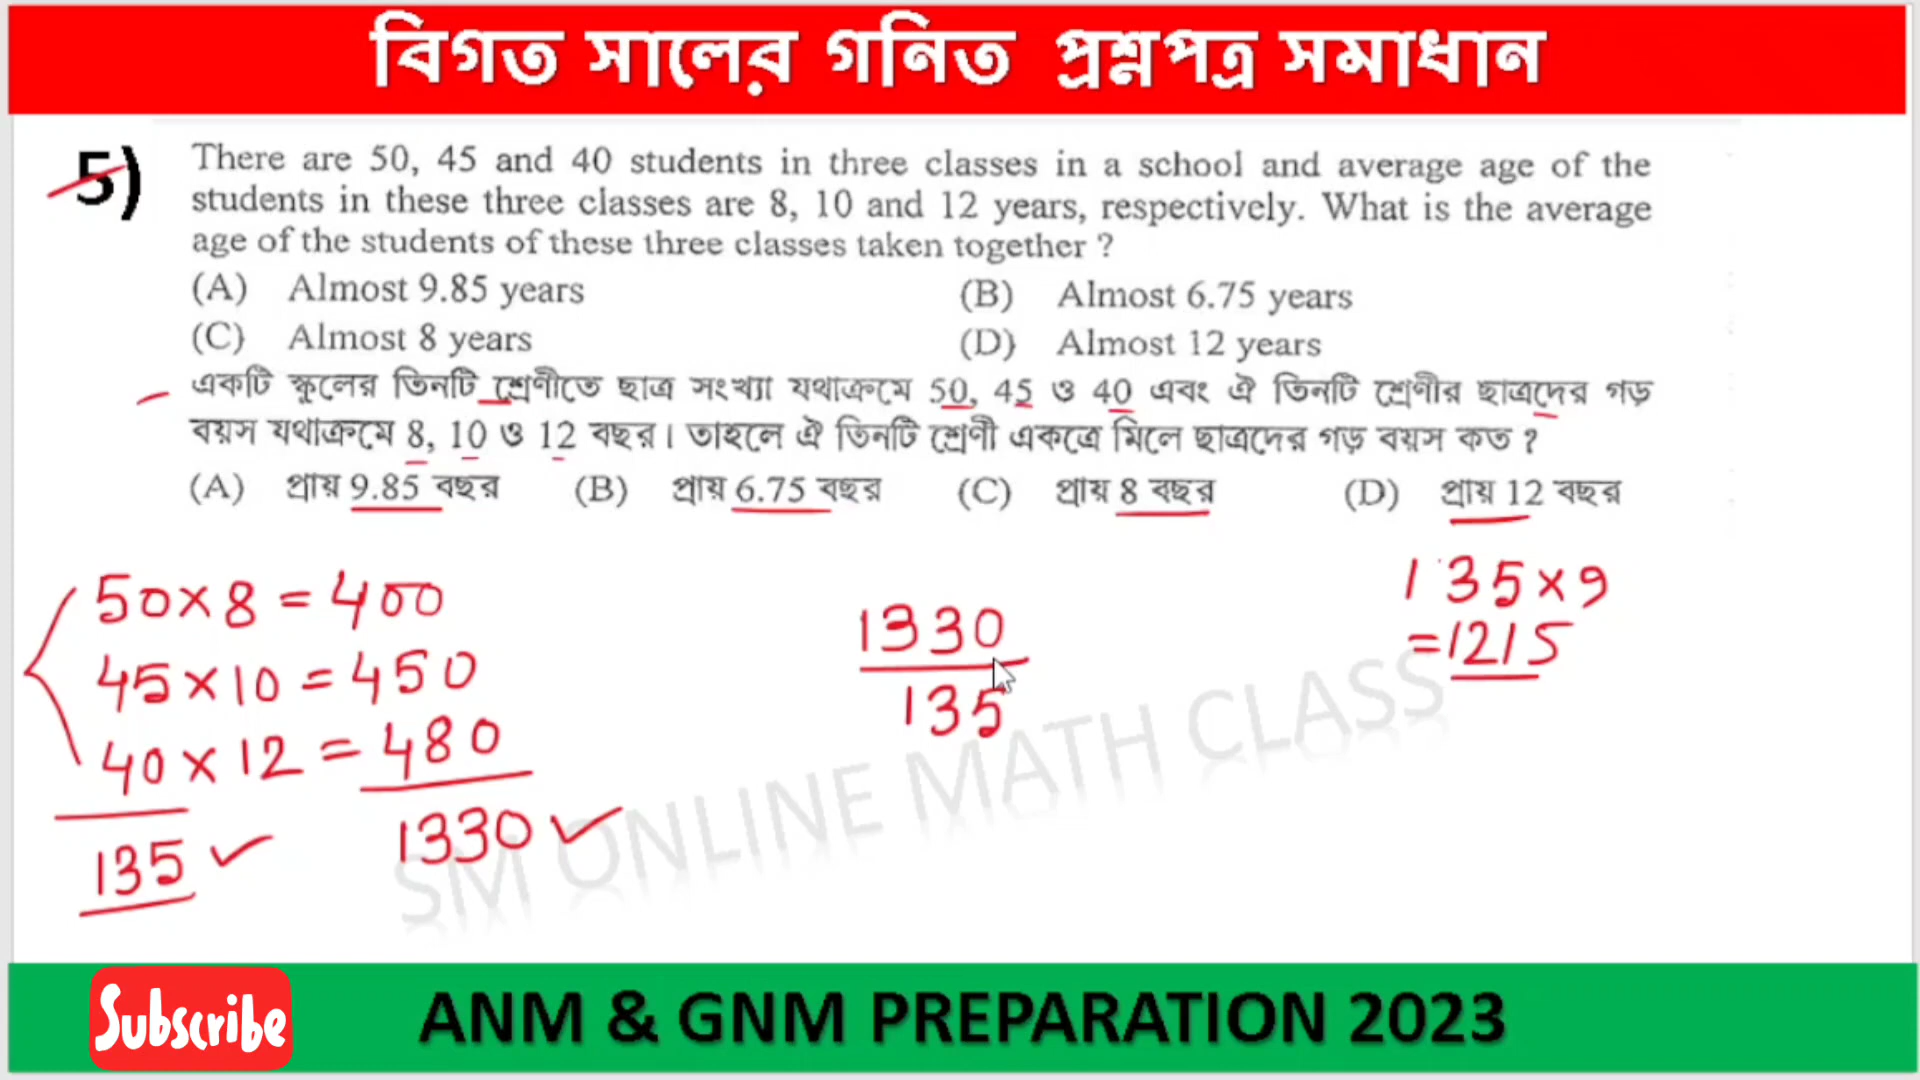 বিগত সালের গনিত প্রশ্নপত্র সমাধান
5)
There are 50, 45 and 40 students in three classes in a school and average age of the
students in these three classes are 8, 10 and 12 years, respectively. What is the average
age of the students of these three classes taken together ?
(A) Almost 9.85 years (B) Almost 6.75 years
(C) Almost 8 years (D) Almost 12 years
একটি স্কুলের তিনটি শ্রেণীতে ছাত্র সংখ্যা যথাক্রমে 50, 45 ও 40 এবং ঐ তিনটি শ্রেণীর ছাত্রদের গড়
বয়স যথাক্রমে 8, 10 ও 12 বছর। তাহলে ঐ তিনটি শ্রেণী একত্রে মিলে ছাত্রদের গড় বয়স কত ?
(A) প্রায় 9.85 বছর (B) প্রায় 6.75 বছর (C) প্রায় 8 বছর (D) প্রায় 12 বছর
50×8 = 400
45×10 = 450
40×12 = 480
135 ✓ 1330 ✓
1330
135
135×9
=1215
SM ONLINE MATH CLASS
Subscribe
ANM & GNM PREPARATION 2023